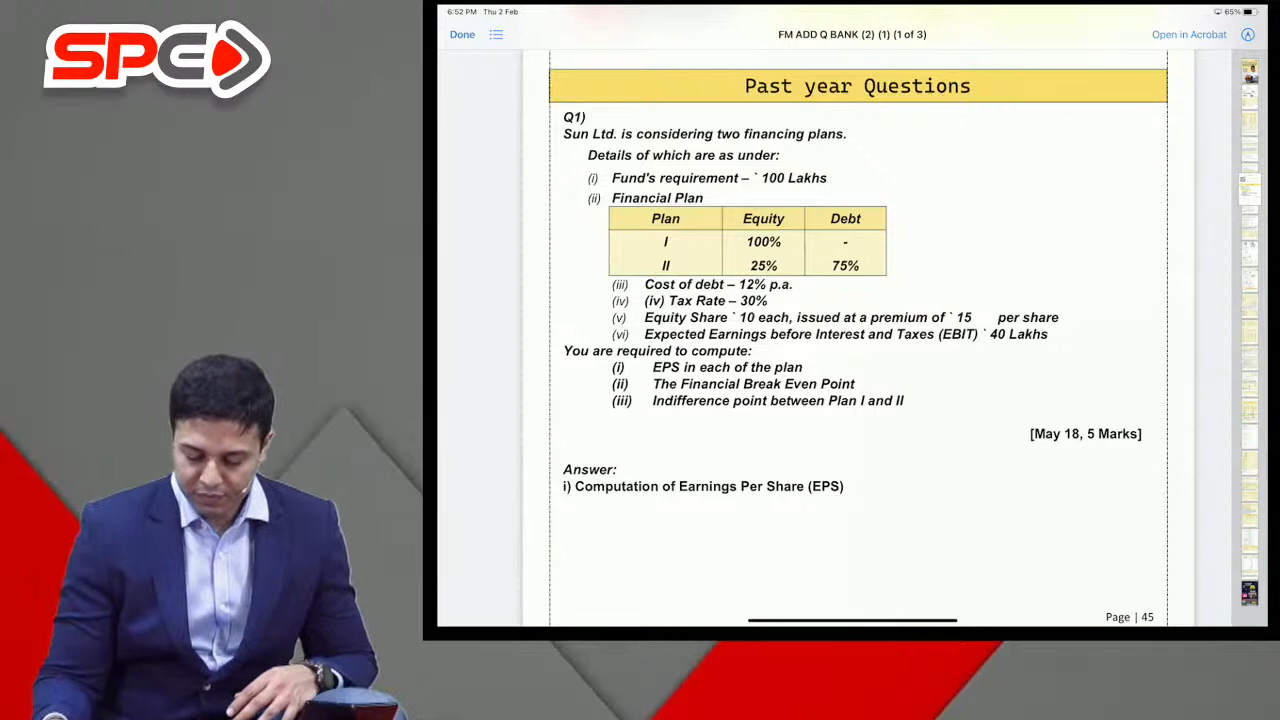 6:52 PM Thu 2 Feb
65%
Done
FM ADD Q BANK (2) (1) (1 of 3)
Open in Acrobat
SPC
Past year Questions
Q1)
Sun Ltd. is considering two financing plans.
Details of which are as under:
(i) Fund's requirement – ` 100 Lakhs
(ii) Financial Plan
Plan Equity Debt
I 100% -
II 25% 75%
(iii) Cost of debt – 12% p.a.
(iv) (iv) Tax Rate – 30%
(v) Equity Share ` 10 each, issued at a premium of ` 15 per share
(vi) Expected Earnings before Interest and Taxes (EBIT) ` 40 Lakhs
You are required to compute:
(i) EPS in each of the plan
(ii) The Financial Break Even Point
(iii) Indifference point between Plan I and II
[May 18, 5 Marks]
Answer:
i) Computation of Earnings Per Share (EPS)
Page | 45